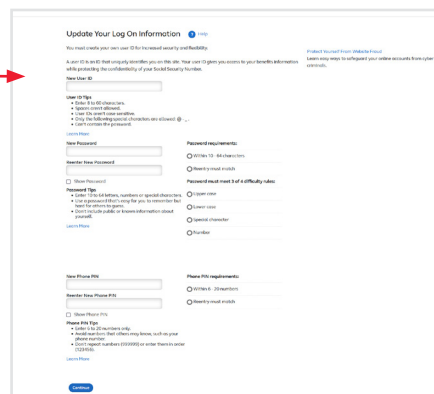 Update Your Log On Information ? Help
You must create your own user ID for increased security and flexibility.
A user ID is an ID that uniquely identifies you on this site. Your user ID gives you access to your benefits information
while protecting the confidentiality of your Social Security Number.
New User ID
User ID Tips
Enter 8 to 60 characters.
Spaces aren't allowed.
User IDs aren't case sensitive.
Only the following special characters are allowed: @ - _ .
Don't contain the password.
Learn More
New Password
Reenter New Password
Show Password
Password Tips
Enter 10 to 64 letters, numbers or special characters.
Use a password that's easy for you to remember but
hard for others to guess.
Don't include public or known information about
yourself.
Learn More
Password requirements:
Within 10 - 64 characters
Reentry must match
Password must meet 3 of 4 difficulty rules:
Upper case
Lower case
Special character
Number
New Phone PIN
Reenter New Phone PIN
Show Phone PIN
Phone PIN Tips
Enter 6 to 20 numbers only.
Avoid numbers that others may know, such as your
phone number.
Don't repeat numbers (999999) or enter them in order
(123456).
Learn More
Phone PIN requirements:
Within 6 - 20 numbers
Reentry must match
Continue
Protect Yourself From Website Fraud
Learn easy ways to safeguard your online accounts from cyber
criminals.